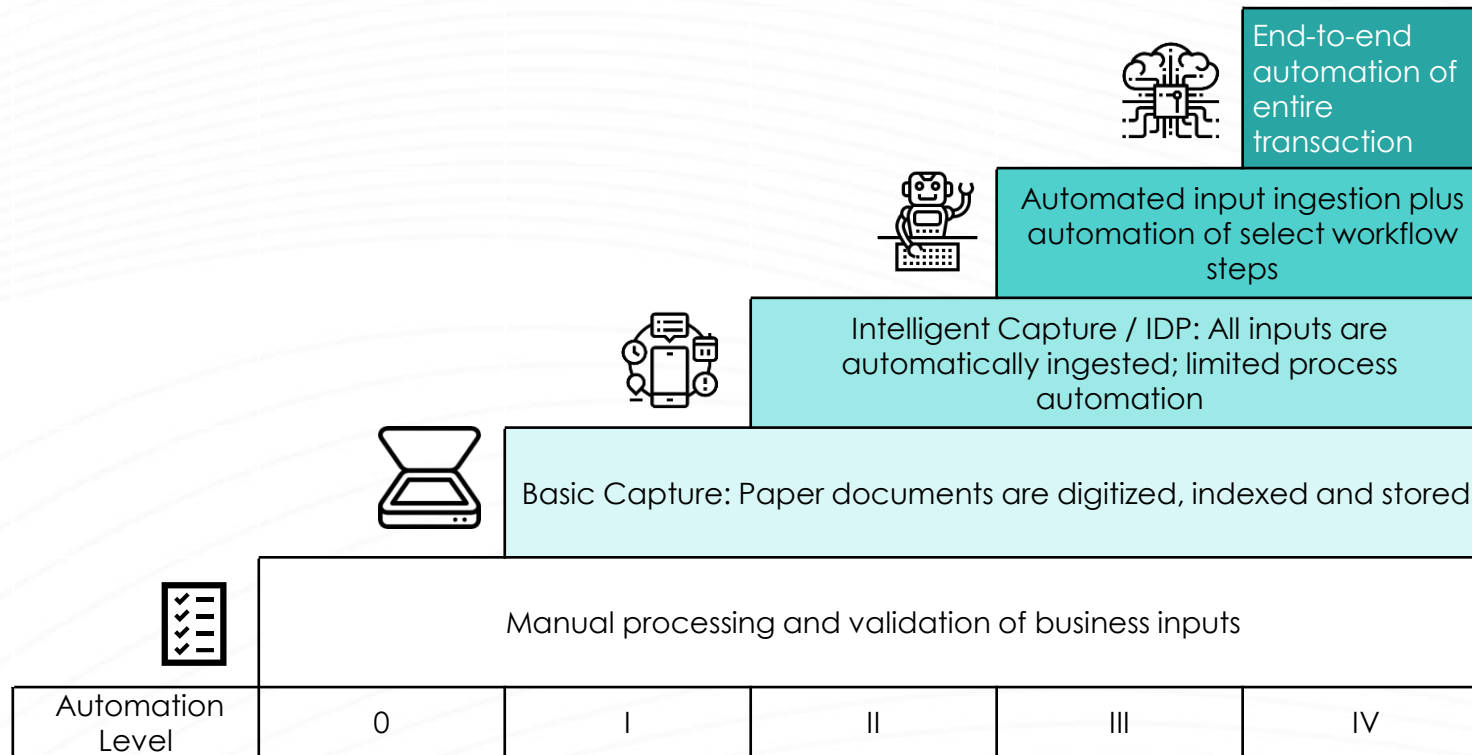 End-to-end
automation of
entire
transaction
Automated input ingestion plus
automation of select workflow
steps
Intelligent Capture / IDP: All inputs are
automatically ingested; limited process
automation
Basic Capture: Paper documents are digitized, indexed and stored
Manual processing and validation of business inputs
Automation
Level
0
I
II
III
IV